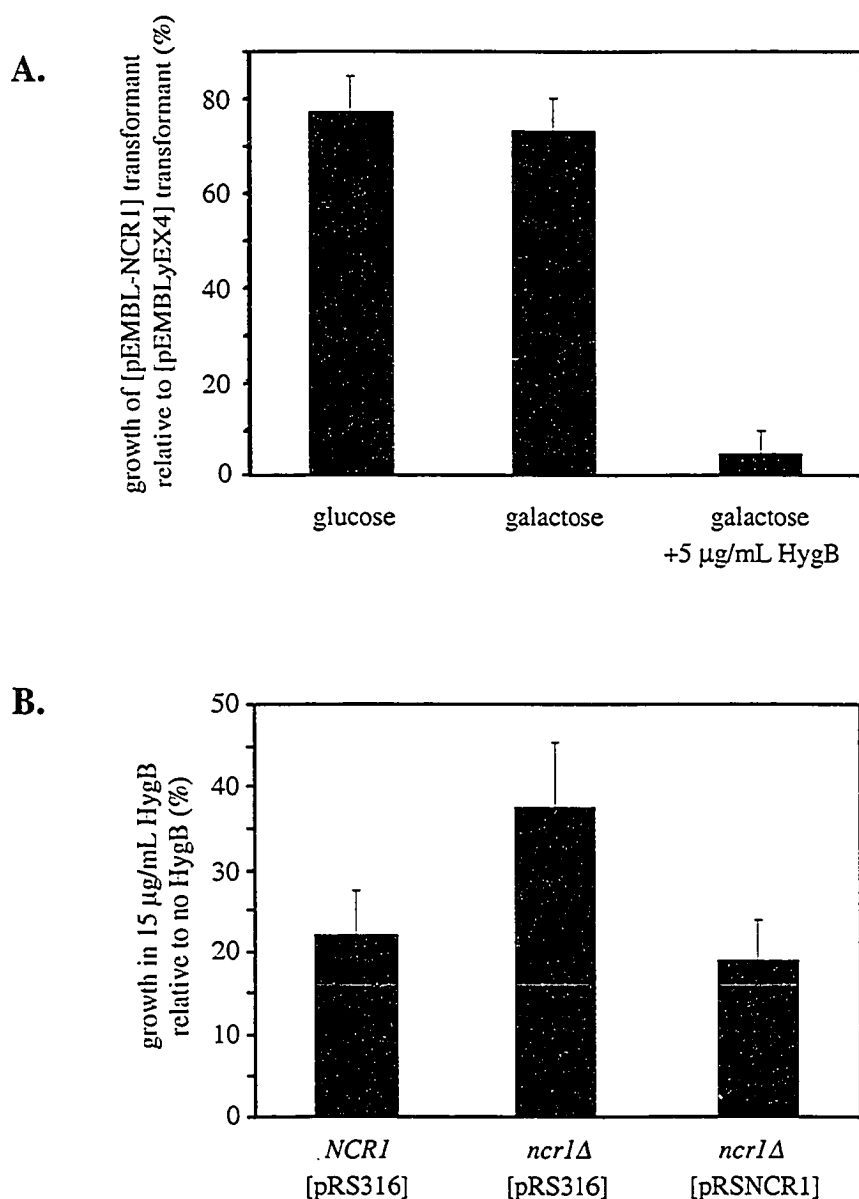 A.
growth of [pEMBL-NCR1] transformant
relative to [pEMBLyEX4] transformant (%)
80
60
40
20
0
glucose
galactose
galactose
+5 µg/mL HygB
B.
growth in 15 µg/mL HygB
relative to no HygB (%)
50
40
30
20
10
0
NCR1
[pRS316]
ncr1Δ
[pRS316]
ncr1Δ
[pRSNCR1]